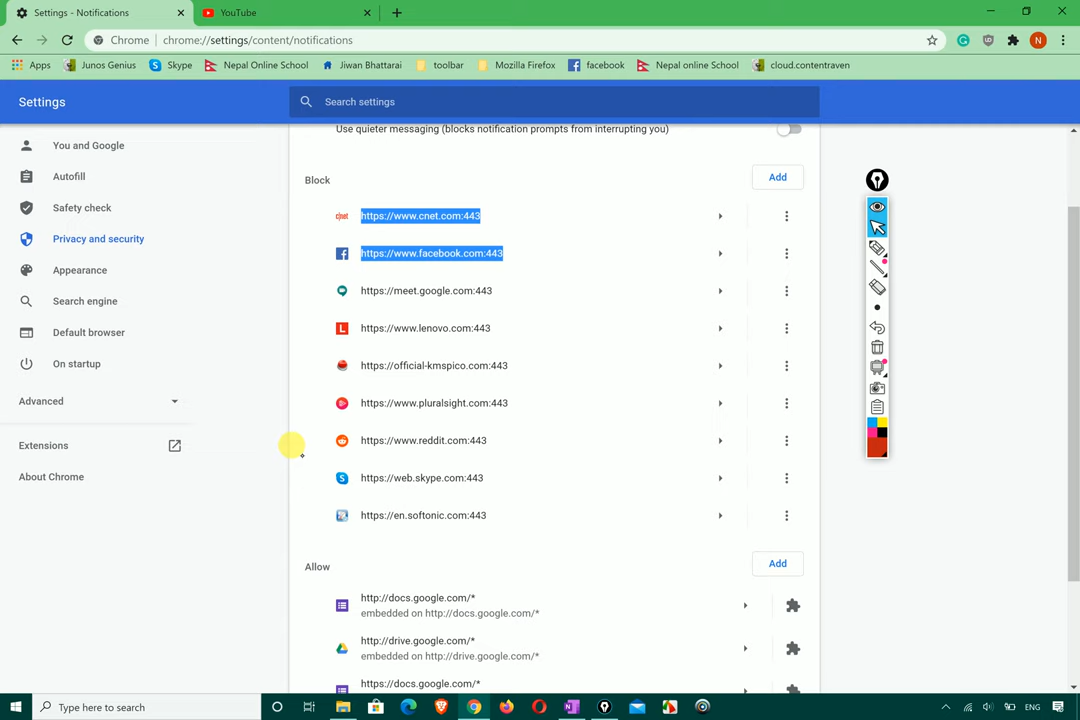 Settings - Notifications
YouTube
Chrome | chrome://settings/content/notifications
Apps
Junos Genius
Skype
Nepal Online School
Jiwan Bhattarai
toolbar
Mozilla Firefox
facebook
Nepal online School
cloud.contentraven
Settings
Search settings
You and Google
Autofill
Safety check
Privacy and security
Appearance
Search engine
Default browser
On startup
Advanced
Extensions
About Chrome
Use quieter messaging (blocks notification prompts from interrupting you)
Block
Add
https://www.cnet.com:443
https://www.facebook.com:443
https://meet.google.com:443
https://www.lenovo.com:443
https://official-kmspico.com:443
https://www.pluralsight.com:443
https://www.reddit.com:443
https://web.skype.com:443
https://en.softonic.com:443
Allow
Add
http://docs.google.com/*
embedded on http://docs.google.com/*
http://drive.google.com/*
embedded on http://drive.google.com/*
https://docs.google.com/*
Type here to search
ENG